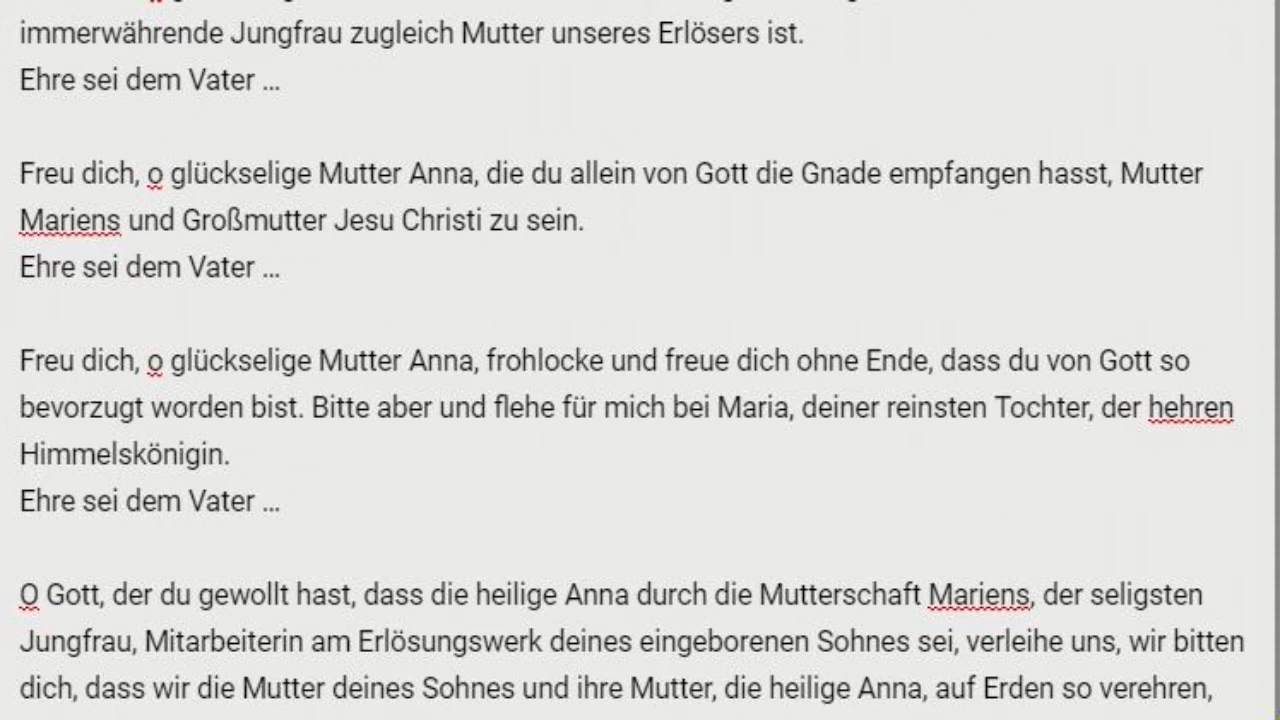 immerwährende Jungfrau zugleich Mutter unseres Erlösers ist.
Ehre sei dem Vater ...
Freu dich, o glückselige Mutter Anna, die du allein von Gott die Gnade empfangen hasst, Mutter
Mariens und Großmutter Jesu Christi zu sein.
Ehre sei dem Vater ...
Freu dich, o glückselige Mutter Anna, frohlocke und freue dich ohne Ende, dass du von Gott so
bevorzugt worden bist. Bitte aber und flehe für mich bei Maria, deiner reinsten Tochter, der hehren
Himmelskönigin.
Ehre sei dem Vater ...
O Gott, der du gewollt hast, dass die heilige Anna durch die Mutterschaft Mariens, der seligsten
Jungfrau, Mitarbeiterin am Erlösungswerk deines eingeborenen Sohnes sei, verleihe uns, wir bitten
dich, dass wir die Mutter deines Sohnes und ihre Mutter, die heilige Anna, auf Erden so verehren,